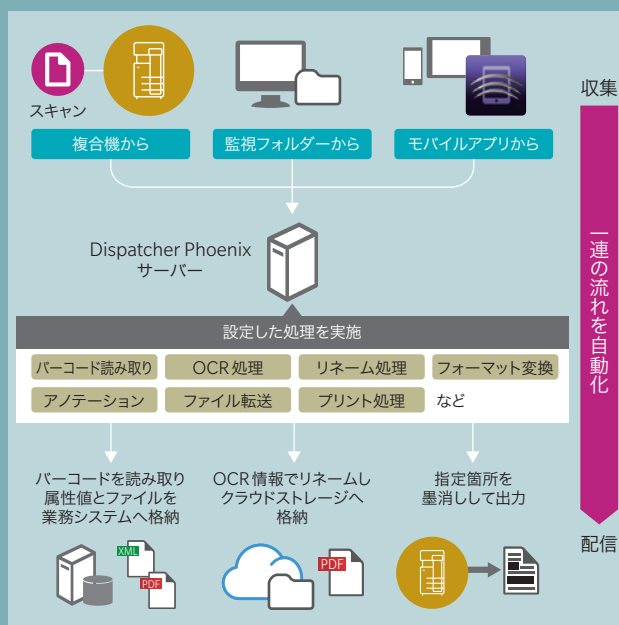 収集
スキャン
複合機から
監視フォルダーから
モバイルアプリから
一連の流れを自動化
Dispatcher Phoenix
サーバー
設定した処理を実施
バーコード読み取り
OCR処理
リネーム処理
フォーマット変換
アノテーション
ファイル転送
プリント処理
など
バーコードを読み取り
属性値とファイルを
業務システムへ格納
OCR情報でリネームし
クラウドストレージへ
格納
指定箇所を
墨消しして出力
XML
PDF
PDF
配信